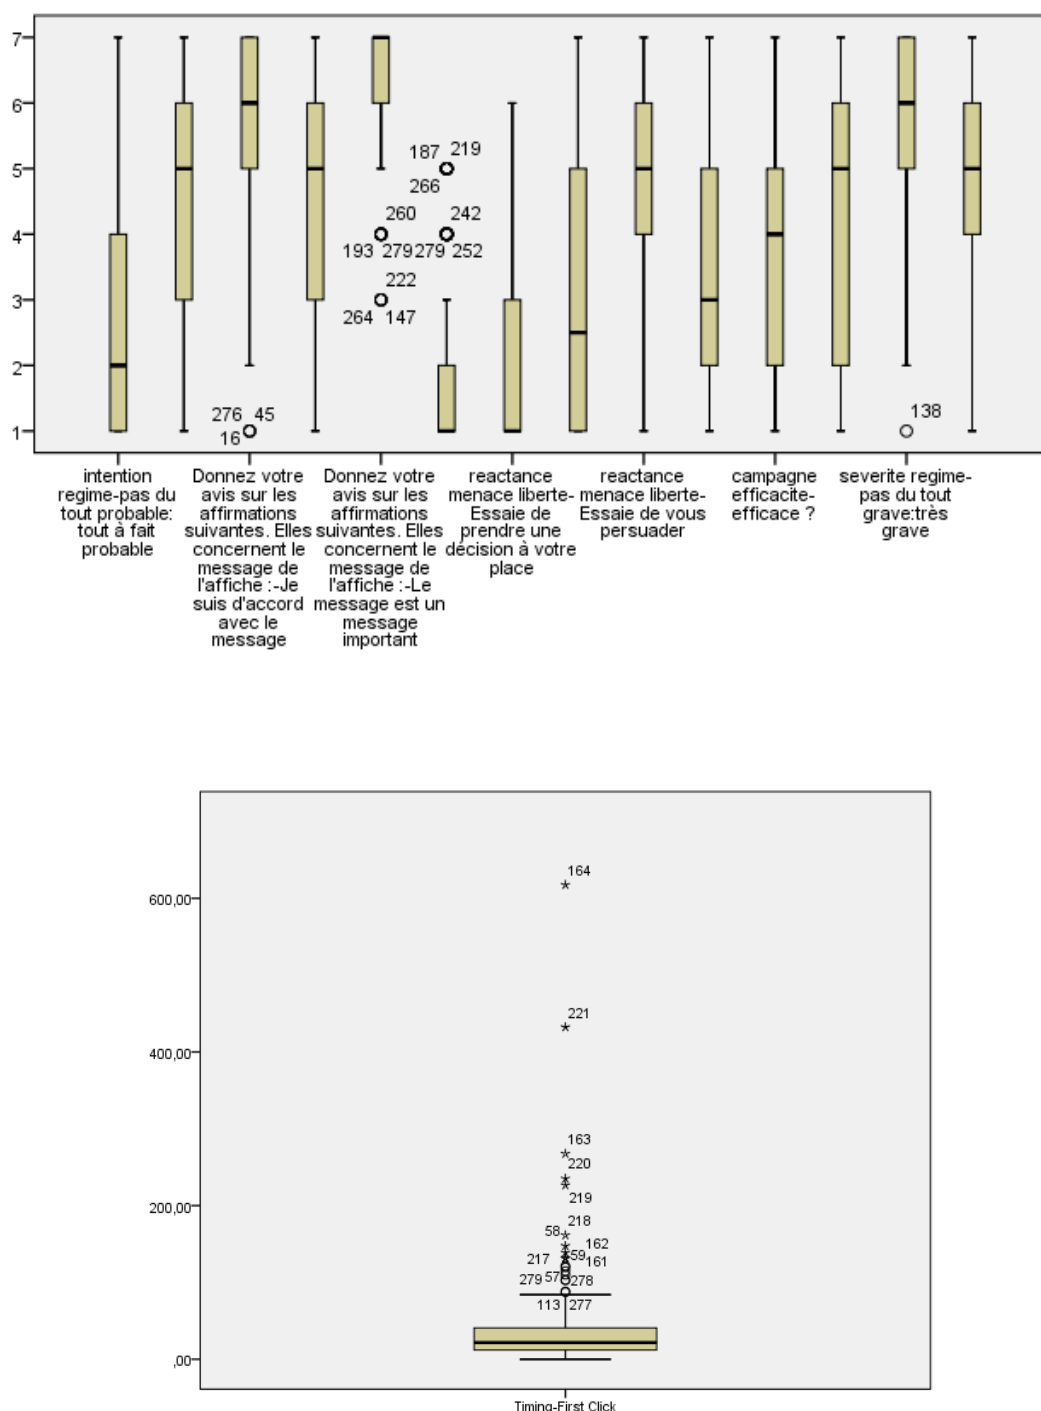 7
6
5
4
3
2
1
187 219
266
260
242
193 279 279 252
222
264 147
276 45
16
138
intention
regime-pas du
tout probable:
tout à fait
probable
Donnez votre
avis sur les
affirmations
suivantes. Elles
concernent le
message de
l'affiche :-Je
suis d'accord
avec le
message
Donnez votre
avis sur les
affirmations
suivantes. Elles
concernent le
message de
l'affiche :-Le
message est un
message
important
reactance
menace liberte-
Essaie de
prendre une
décision à votre
place
reactance
menace liberte-
Essaie de vous
persuader
campagne
efficacite-
efficace ?
severite regime-
pas du tout
grave:très
grave
600,00
400,00
200,00
,00
164
221
163
220
219
218
58
162
59
217
161
279 57 278
113 277
Timing-First Click